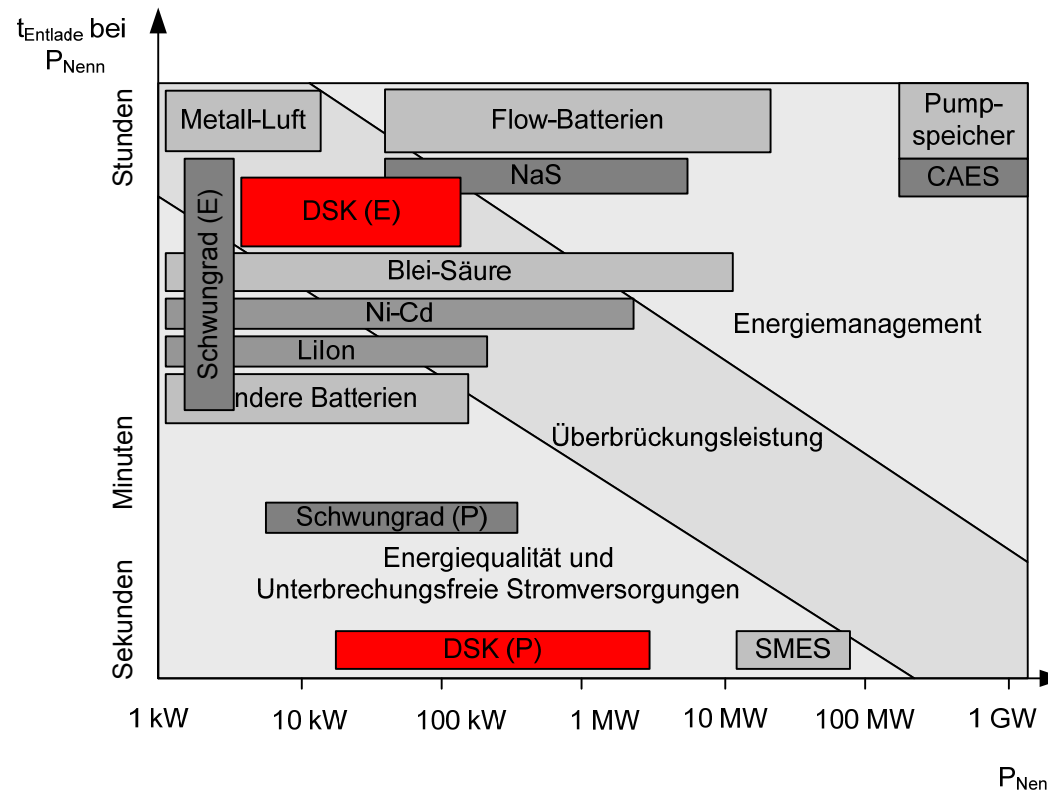 tEntlade bei
PNenn
Stunden
Minuten
Sekunden
Metall-Luft
Flow-Batterien
Pump-
speicher
NaS
CAES
Schwungrad (E)
DSK (E)
Blei-Säure
Ni-Cd
LiIon
ndere Batterien
Energiemanagement
Überbrückungsleistung
Schwungrad (P)
Energiequalität und
Unterbrechungsfreie Stromversorgungen
DSK (P)
SMES
1 kW
10 kW
100 kW
1 MW
10 MW
100 MW
1 GW
PNen